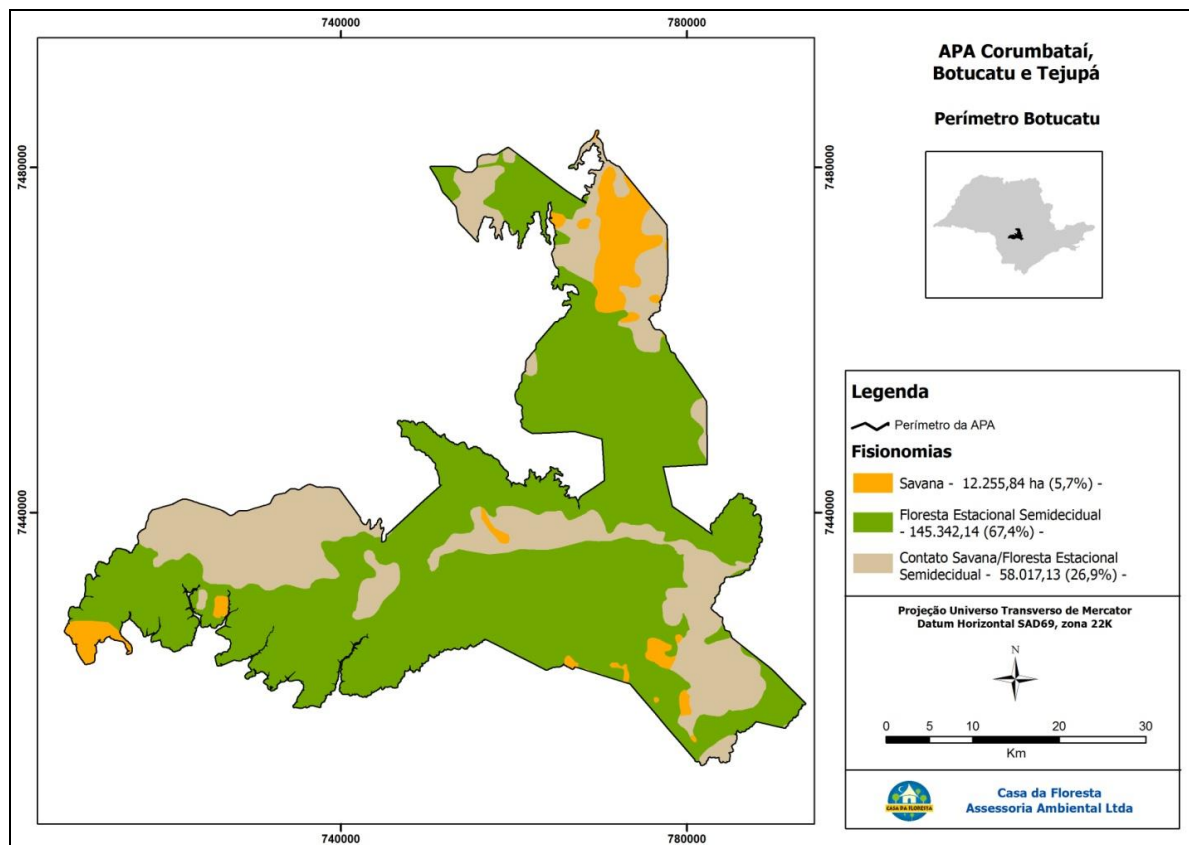 740000
780000
7480000
7480000
7440000
7440000
740000
780000
APA Corumbataí,
Botucatu e Tejupá
Perímetro Botucatu
Legenda
Perímetro da APA
Fisionomias
Savana - 12.255,84 ha (5,7%) -
Floresta Estacional Semidecidual
- 145.342,14 (67,4%) -
Contato Savana/Floresta Estacional
Semidecidual - 58.017,13 (26,9%) -
Projeção Universo Transverso de Mercator
Datum Horizontal SAD69, zona 22K
N
0 5 10 20 30
Km
CASA DA FLORESTA
Casa da Floresta
Assessoria Ambiental Ltda